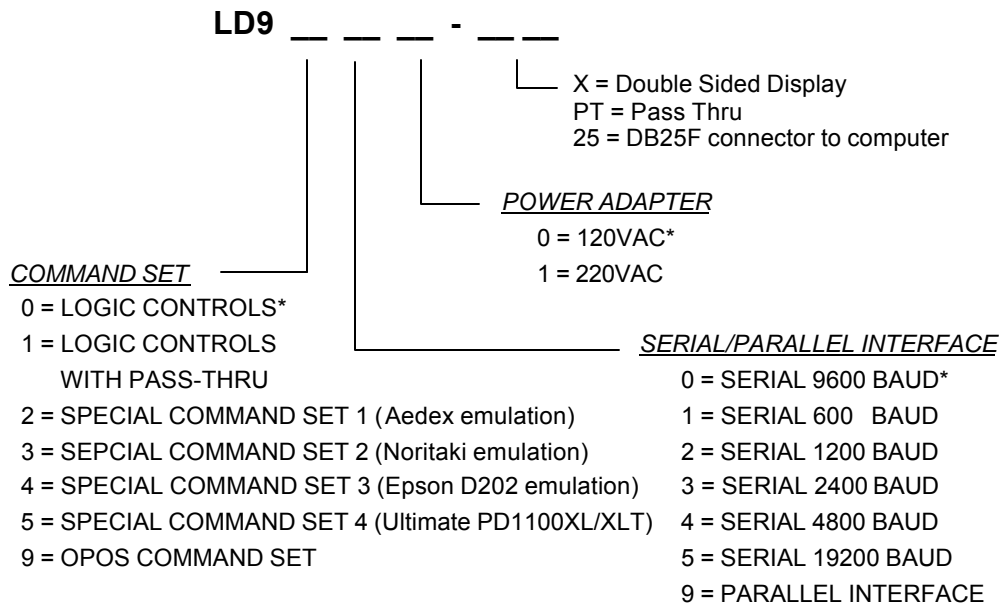 LD9 __ __ __ - __ __
X = Double Sided Display
PT = Pass Thru
25 = DB25F connector to computer
POWER ADAPTER
0 = 120VAC*
1 = 220VAC
COMMAND SET
0 = LOGIC CONTROLS*
1 = LOGIC CONTROLS
WITH PASS-THRU
2 = SPECIAL COMMAND SET 1 (Aedex emulation)
3 = SEPCIAL COMMAND SET 2 (Noritaki emulation)
4 = SPECIAL COMMAND SET 3 (Epson D202 emulation)
5 = SPECIAL COMMAND SET 4 (Ultimate PD1100XL/XLT)
9 = OPOS COMMAND SET
SERIAL/PARALLEL INTERFACE
0 = SERIAL 9600 BAUD*
1 = SERIAL 600 BAUD
2 = SERIAL 1200 BAUD
3 = SERIAL 2400 BAUD
4 = SERIAL 4800 BAUD
5 = SERIAL 19200 BAUD
9 = PARALLEL INTERFACE